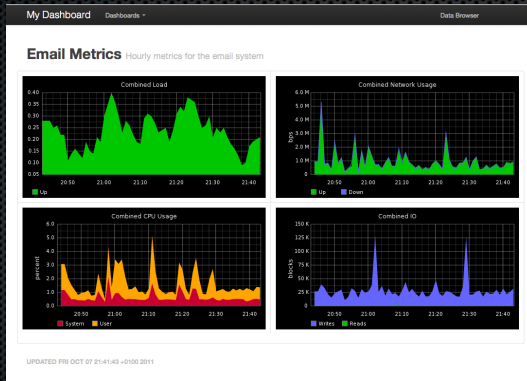 My Dashboard Dashboards Data Browser
Email Metrics Hourly metrics for the email system
Combined Load
0.40
0.35
0.30
0.25
0.20
0.15
0.10
0.05
20:50 21:00 21:10 21:20 21:30 21:40
Up
Combined Network Usage
bps
6.0 M
5.0 M
4.0 M
3.0 M
2.0 M
1.0 M
0
20:50 21:00 21:10 21:20 21:30 21:40
Up Down
Combined CPU Usage
percent
6.0
5.0
4.0
3.0
2.0
1.0
0.0
20:50 21:00 21:10 21:20 21:30 21:40
System User
Combined IO
blocks
150 K
125 K
100 K
75 K
50 K
25 K
0
20:50 21:00 21:10 21:20 21:30 21:40
Writes Reads
UPDATED FRI OCT 07 21:41:43 +0100 2011